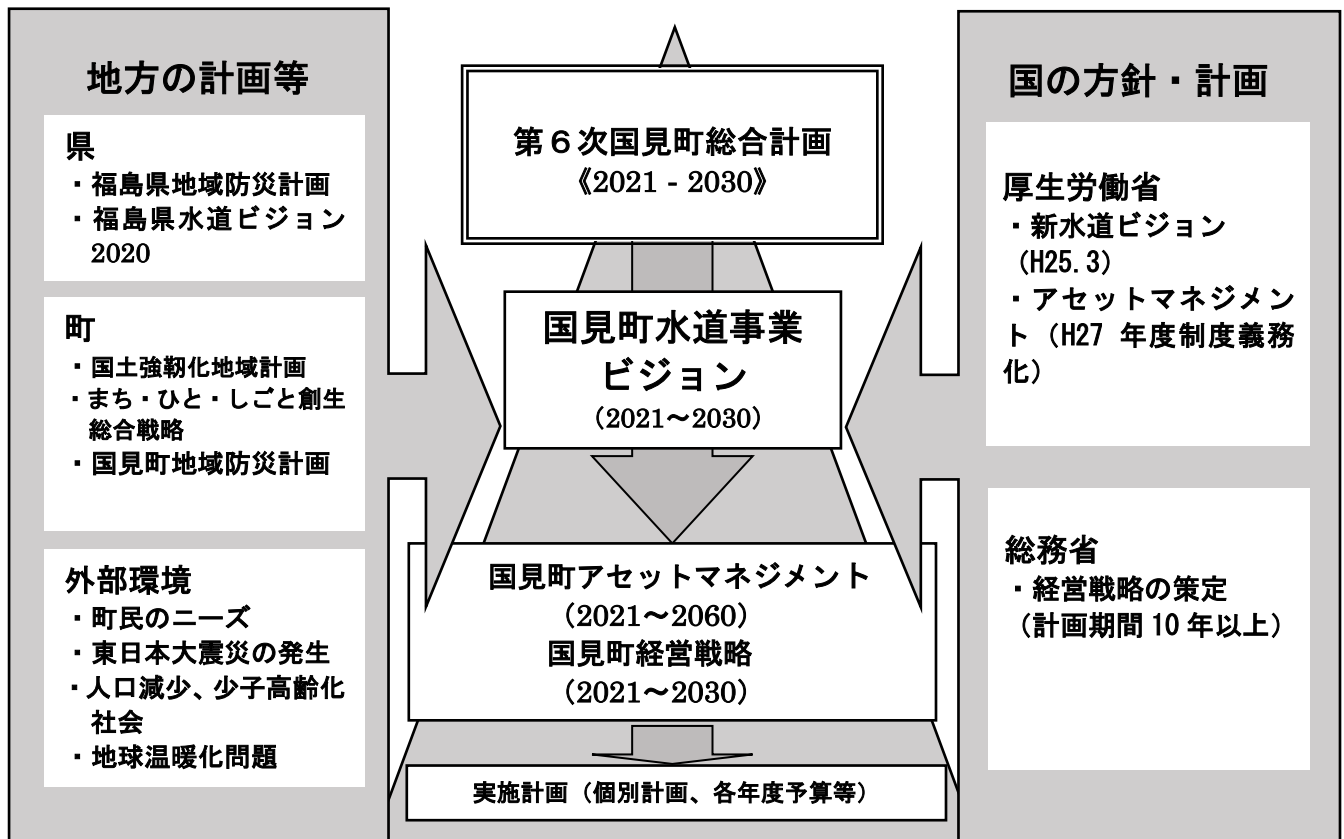 地方の計画等
県
・福島県地域防災計画
・福島県水道ビジョン
2020
町
・国土強靭化地域計画
・まち・ひと・しごと創生
総合戦略
・国見町地域防災計画
外部環境
・町民のニーズ
・東日本大震災の発生
・人口減少、少子高齢化
社会
・地球温暖化問題
第６次国見町総合計画
《2021 - 2030》
国見町水道事業
ビジョン
（2021～2030）
国見町アセットマネジメント
（2021～2060）
国見町経営戦略
（2021～2030）
実施計画（個別計画、各年度予算等）
国の方針・計画
厚生労働省
・新水道ビジョン
（H25.3）
・アセットマネジメン
ト（H27 年度制度義務
化）
総務省
・経営戦略の策定
（計画期間 10 年以上）